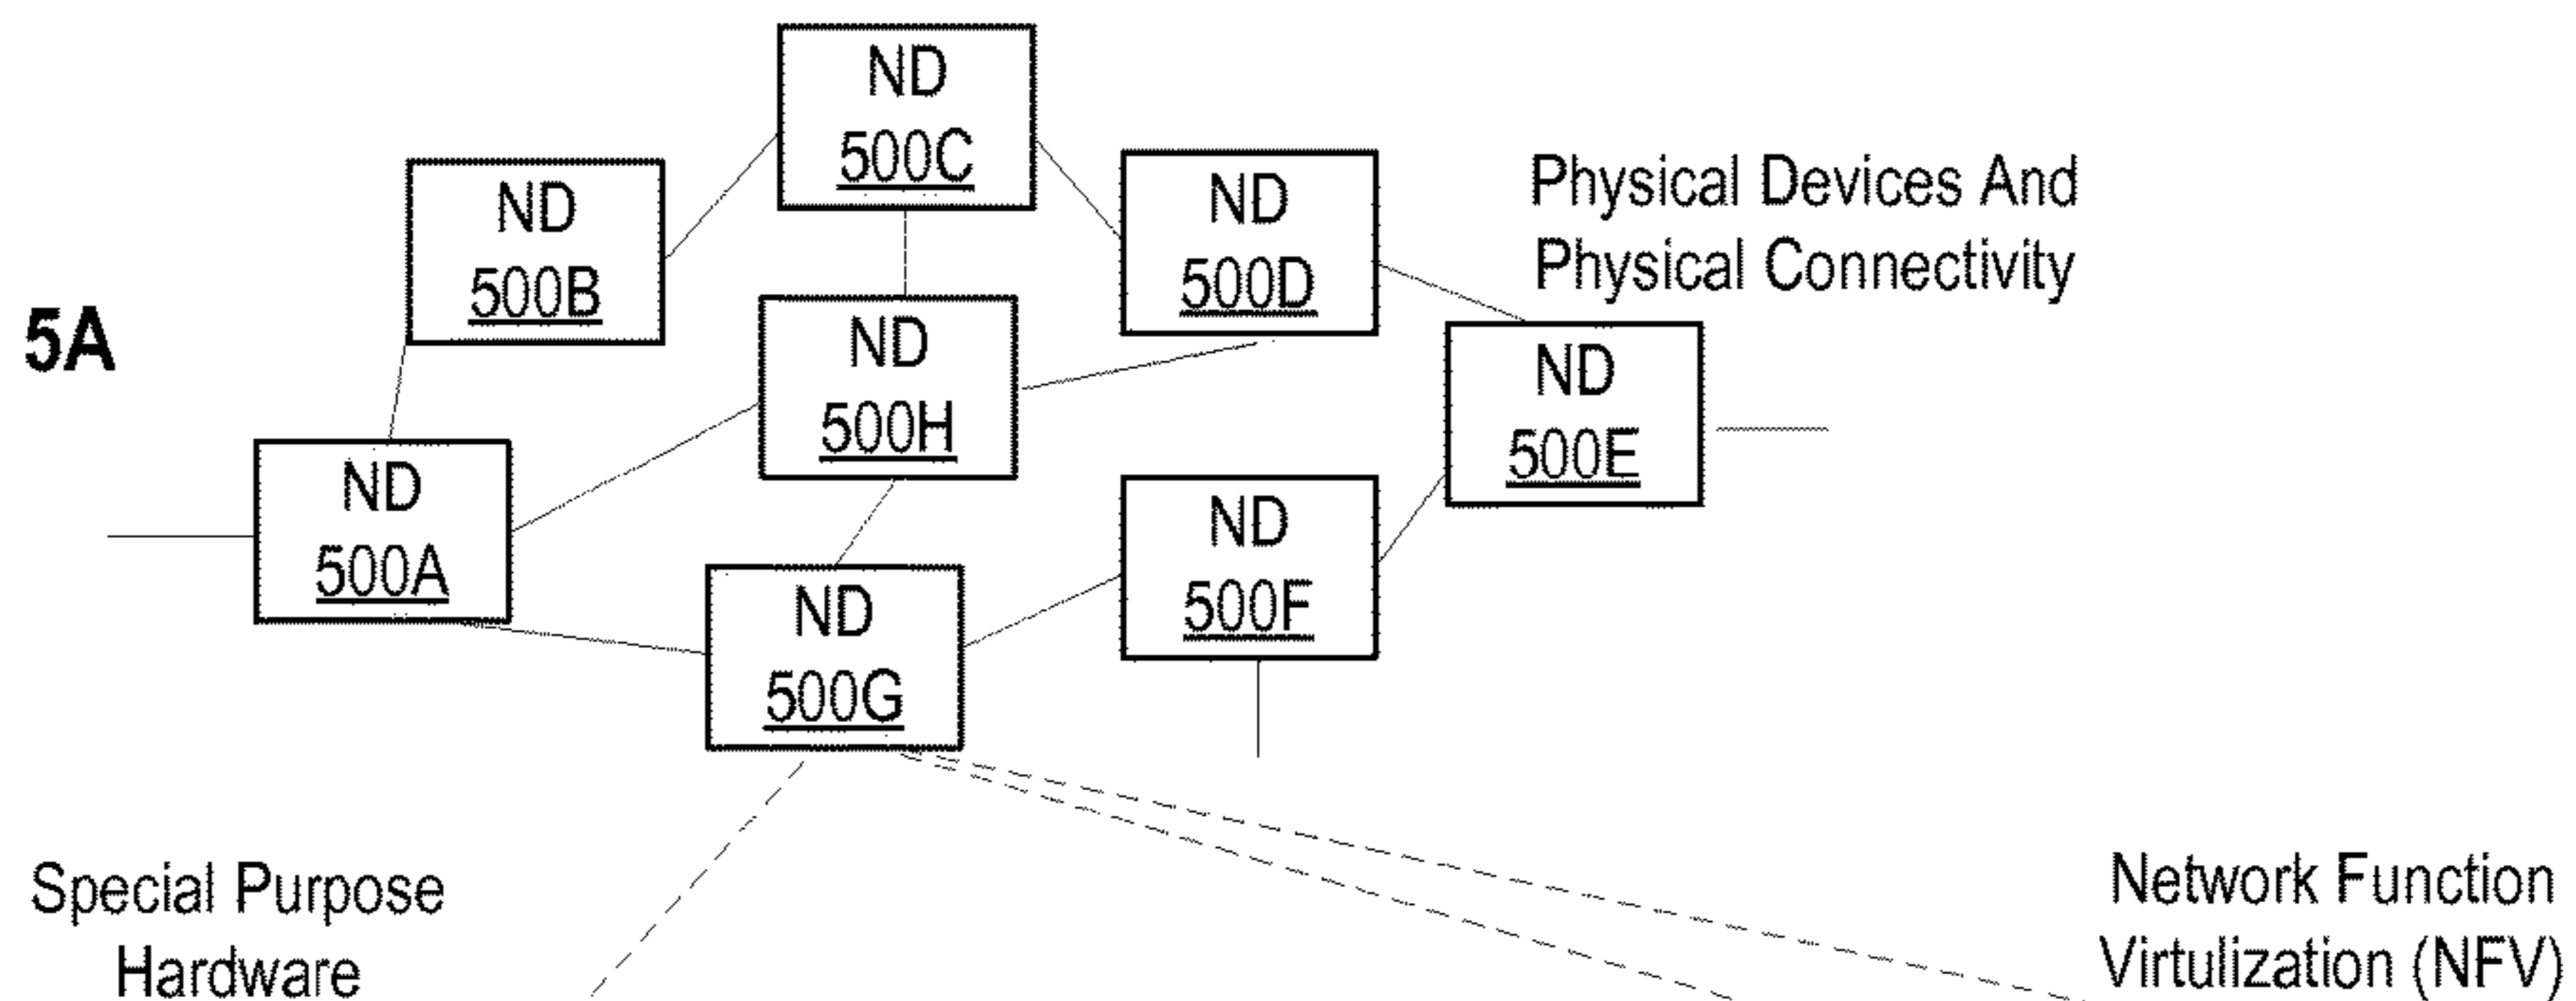 ND
500C
ND
500B
ND
500D
Physical Devices And
Physical Connectivity
5A
ND
500H
ND
500E
ND
500A
ND
500F
ND
500G
Special Purpose
Hardware
Network Function
Virtulization (NFV)